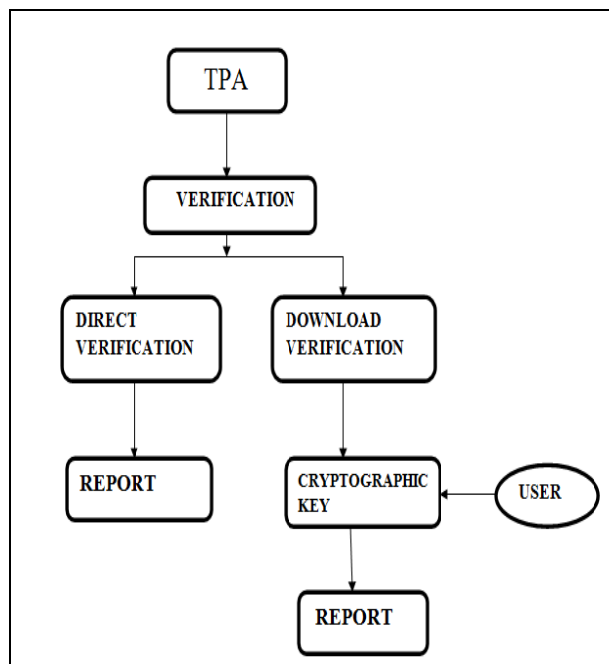 TPA
VERIFICATION
DIRECT
VERIFICATION
DOWNLOAD
VERIFICATION
REPORT
CRYPTOGRAPHIC
KEY
USER
REPORT